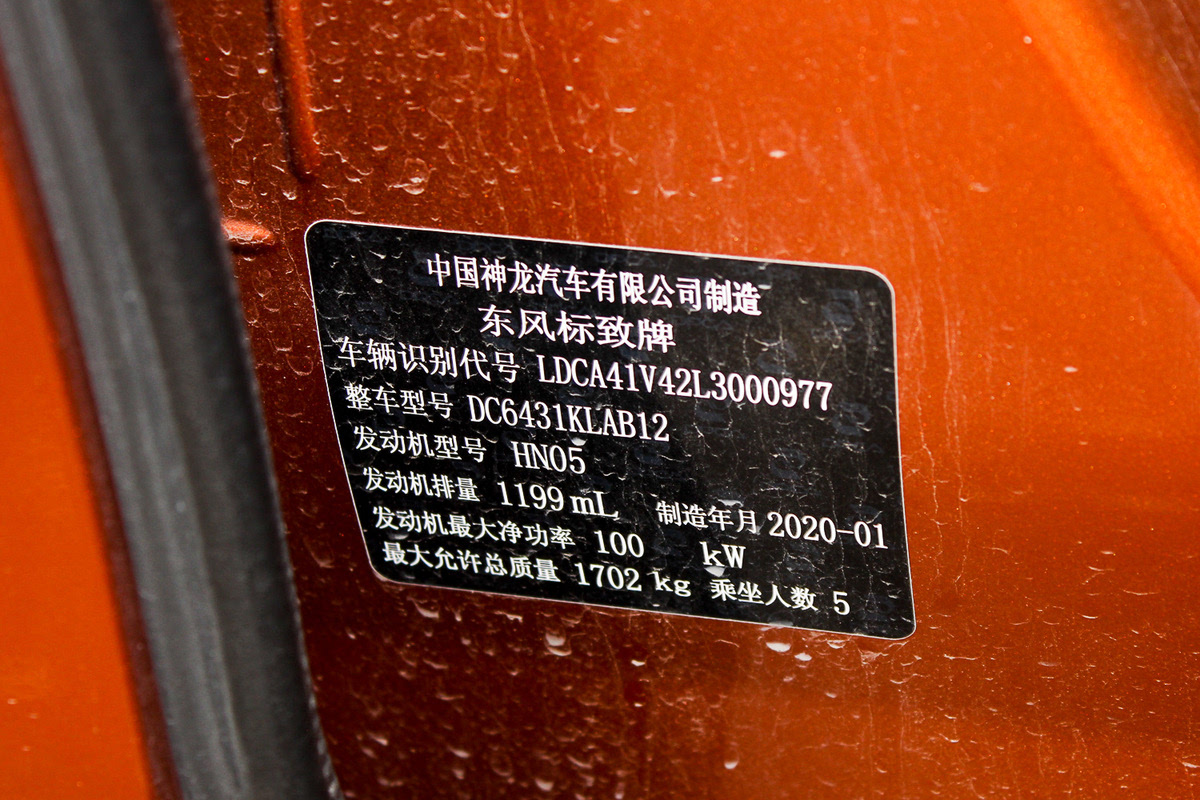 中国神龙汽车有限公司制造
东风标致牌
车辆识别代号 LDCA41V42L3000977
整车型号 DC6431KLAB12
发动机型号 HN05
发动机排量 1199 mL 制造年月 2020-01
发动机最大净功率 100 kW
最大允许总质量 1702 kg 乘坐人数 5